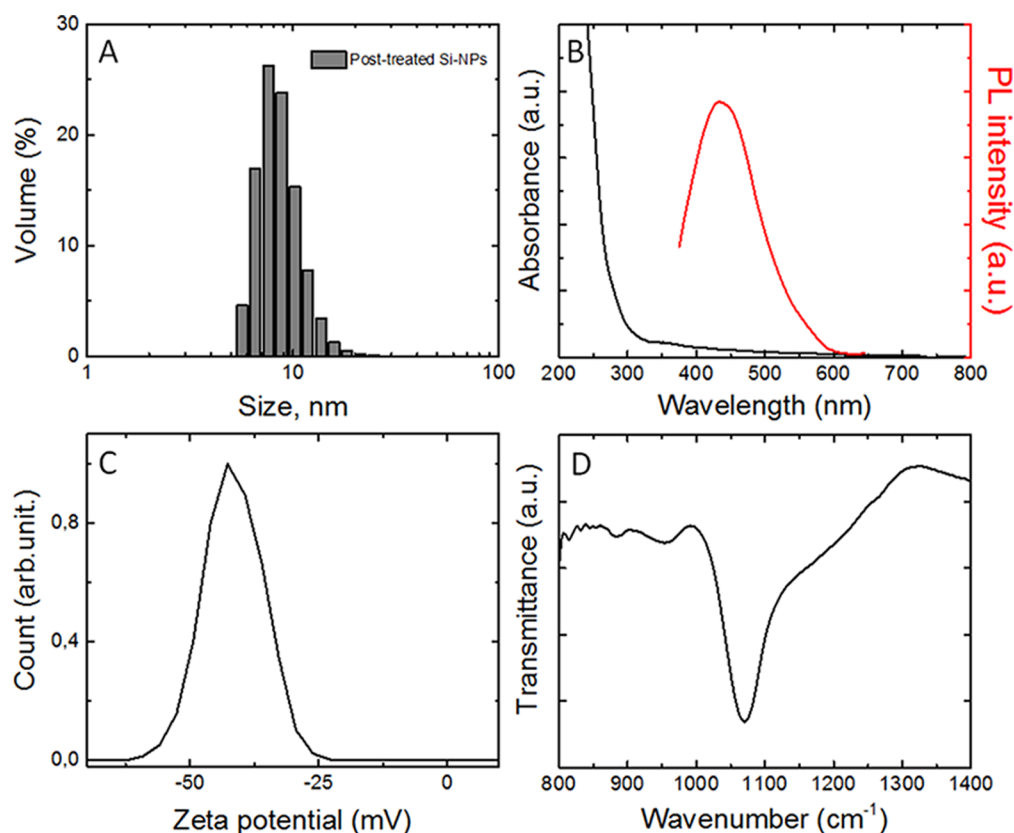 A
Post-treated Si-NPs
Volume (%)
30
20
10
0
1
10
100
Size, nm
B
Absorbance (a.u.)
PL intensity (a.u.)
200 300 400 500 600 700 800
Wavelength (nm)
C
Count (arb.unit.)
0,8
0,4
0,0
-50
-25
0
Zeta potential (mV)
D
Transmittance (a.u.)
800 900 1000 1100 1200 1300 1400
Wavenumber (cm⁻¹)